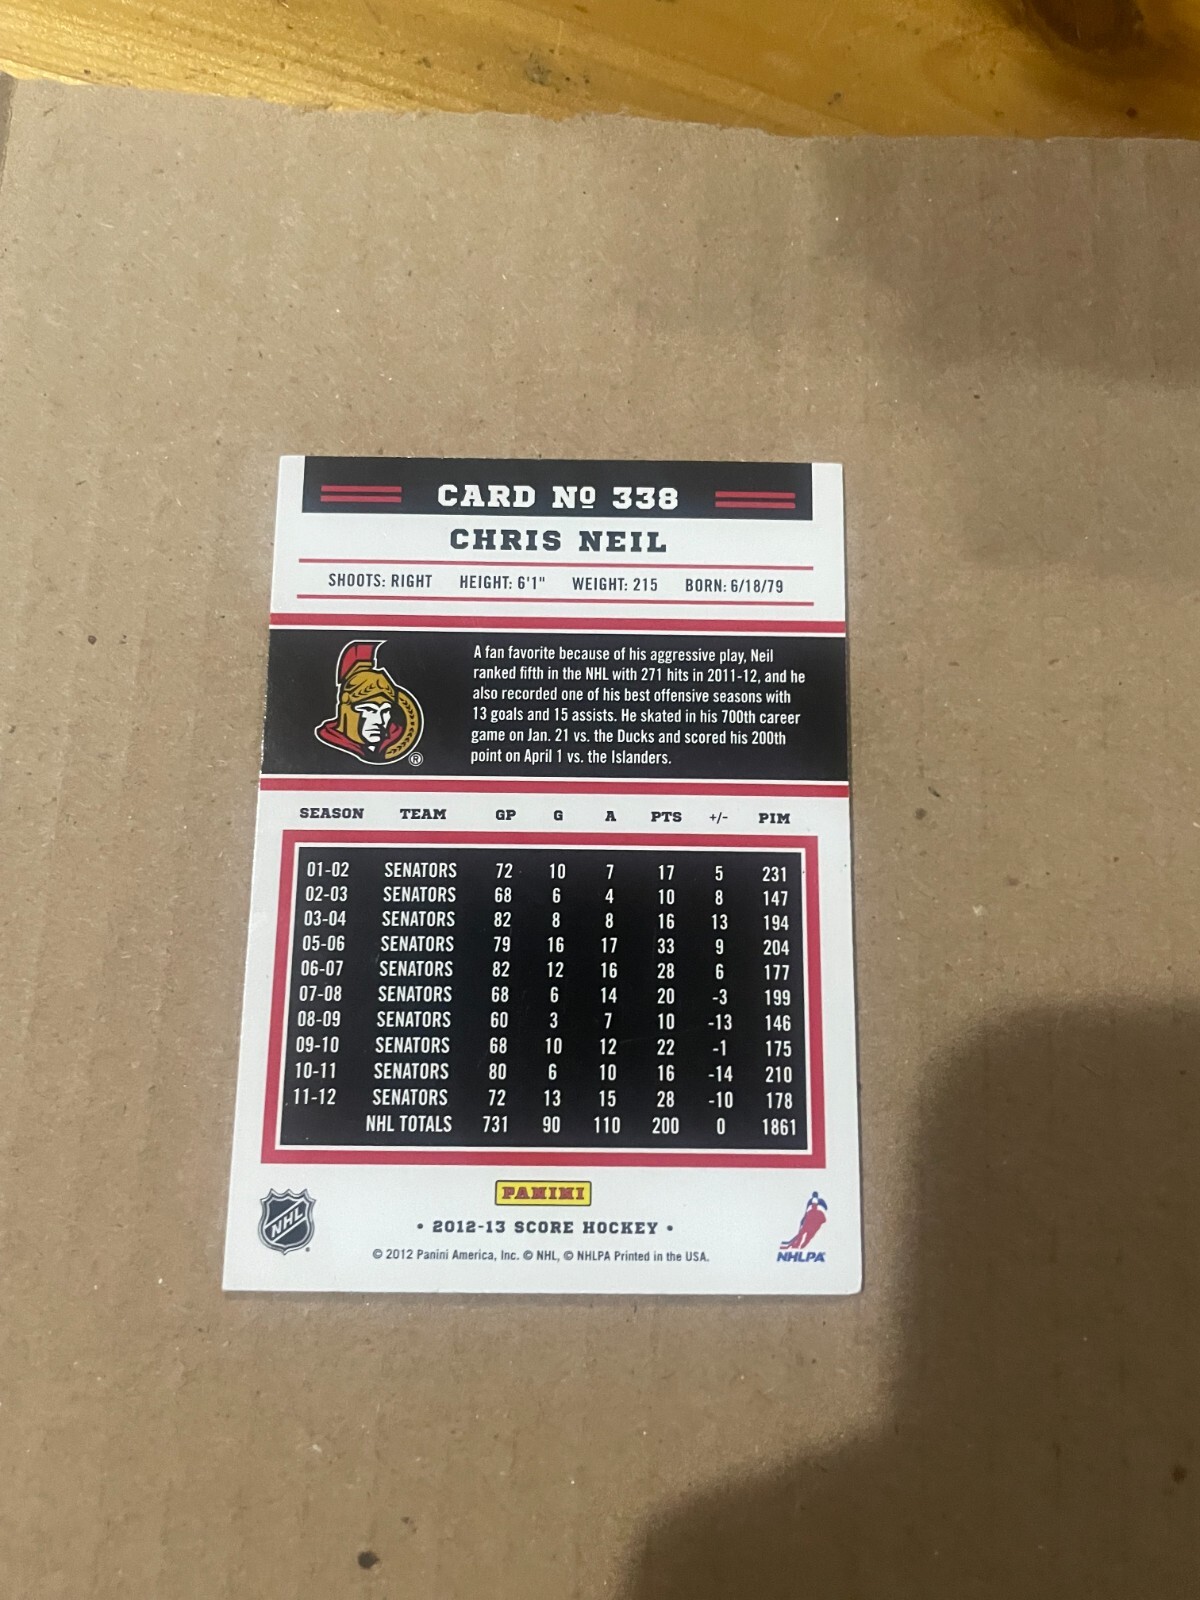 CARD Nº 338
CHRIS NEIL
SHOOTS: RIGHT HEIGHT: 6'1" WEIGHT: 215 BORN: 6/18/79
A fan favorite because of his aggressive play, Neil
ranked fifth in the NHL with 271 hits in 2011-12, and he
also recorded one of his best offensive seasons with
13 goals and 15 assists. He skated in his 700th career
game on Jan. 21 vs. the Ducks and scored his 200th
point on April 1 vs. the Islanders.
®
SEASON TEAM GP G A PTS +/- PIM
01-02 SENATORS 72 10 7 17 5 231
02-03 SENATORS 68 6 4 10 8 147
03-04 SENATORS 82 8 8 16 13 194
05-06 SENATORS 79 16 17 33 9 204
06-07 SENATORS 82 12 16 28 6 177
07-08 SENATORS 68 6 14 20 -3 199
08-09 SENATORS 60 3 7 10 -13 146
09-10 SENATORS 68 10 12 22 -1 175
10-11 SENATORS 80 6 10 16 -14 210
11-12 SENATORS 72 13 15 28 -10 178
NHL TOTALS 731 90 110 200 0 1861
PANINI
NHL
• 2012-13 SCORE HOCKEY •
© 2012 Panini America, Inc. © NHL, © NHLPA Printed in the USA.
NHLPA